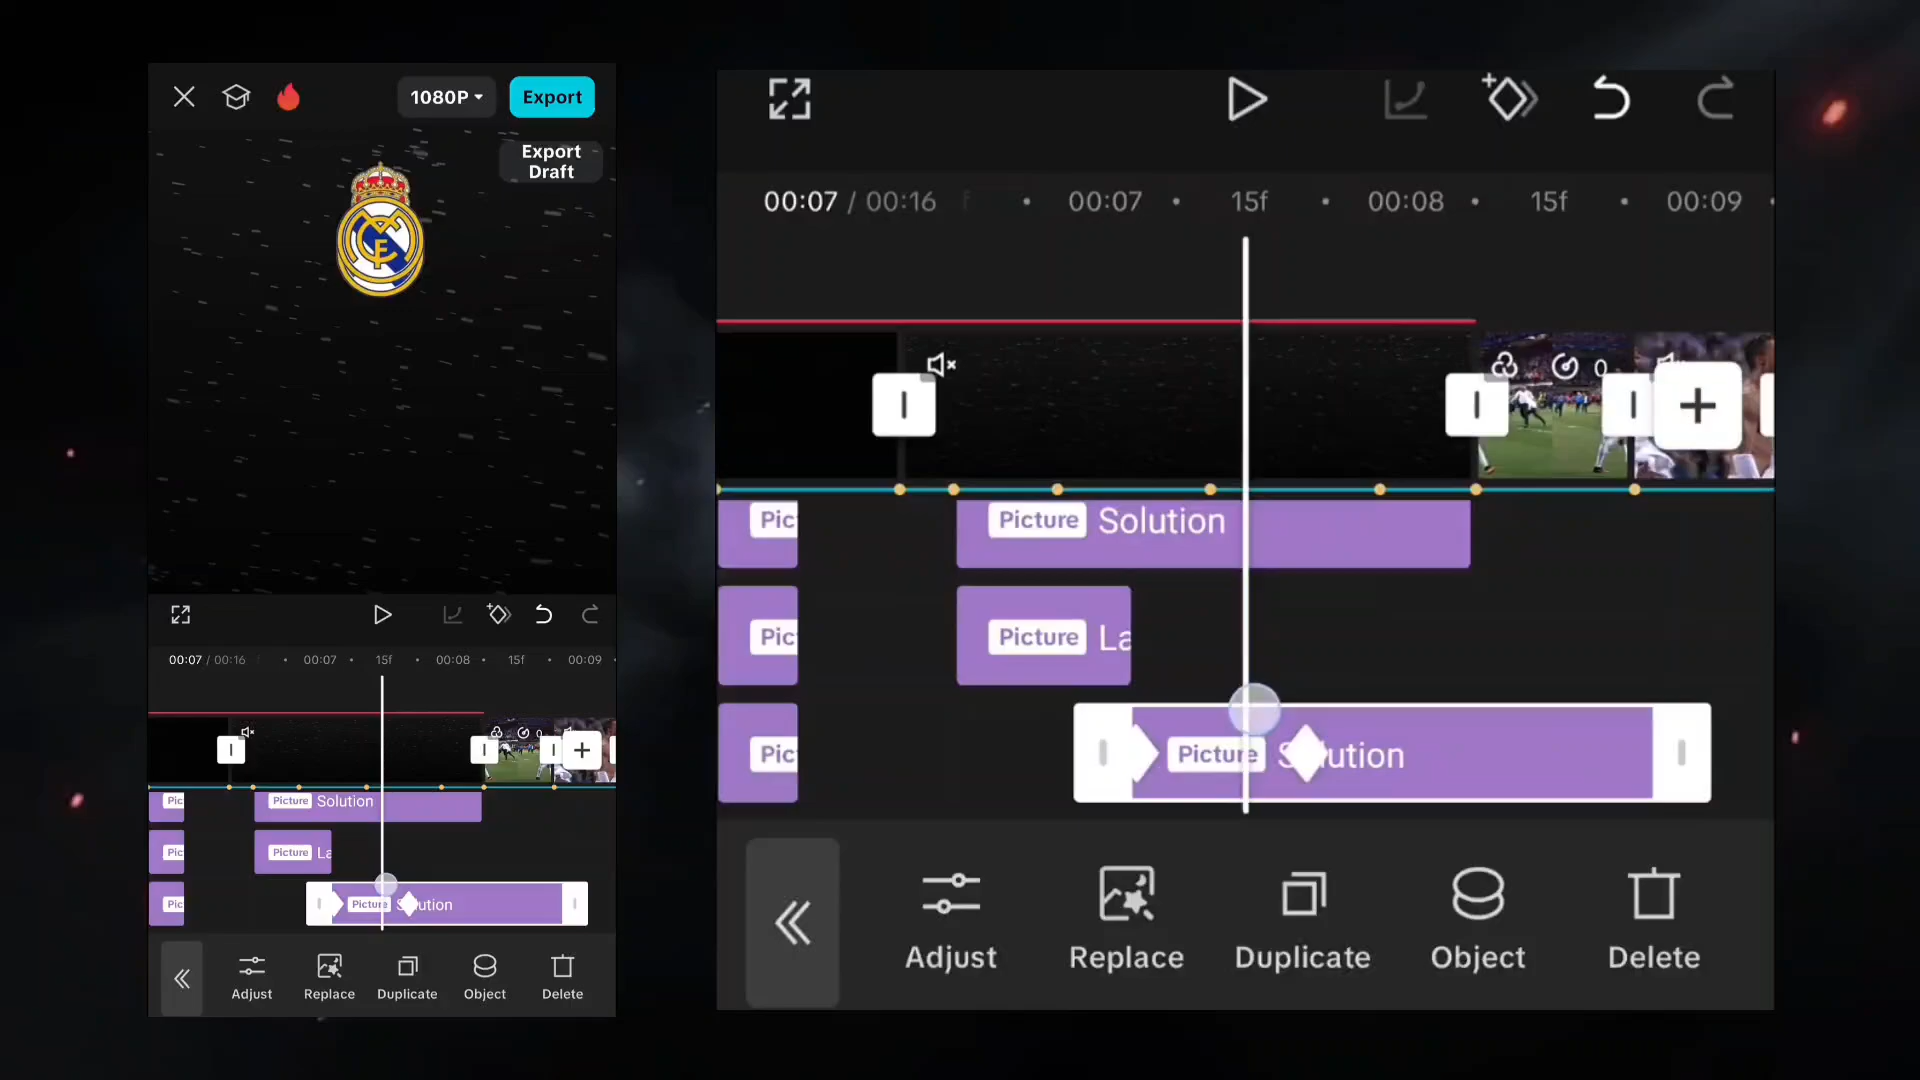 1080P
Export
Export
Draft
00:07 / 00:16
00:07
15f
00:08
15f
00:09
0
Pic
Picture Solution
Pic
Picture La
Pic
Picture
Adjust
Replace
Duplicate
Object
Delete
00:07 / 00:16 f
00:07
15f
00:08
15f
00:09
0
Pic
Picture Solution
Pic
Picture La
Pic
Picture
Adjust
Replace
Duplicate
Object
Delete